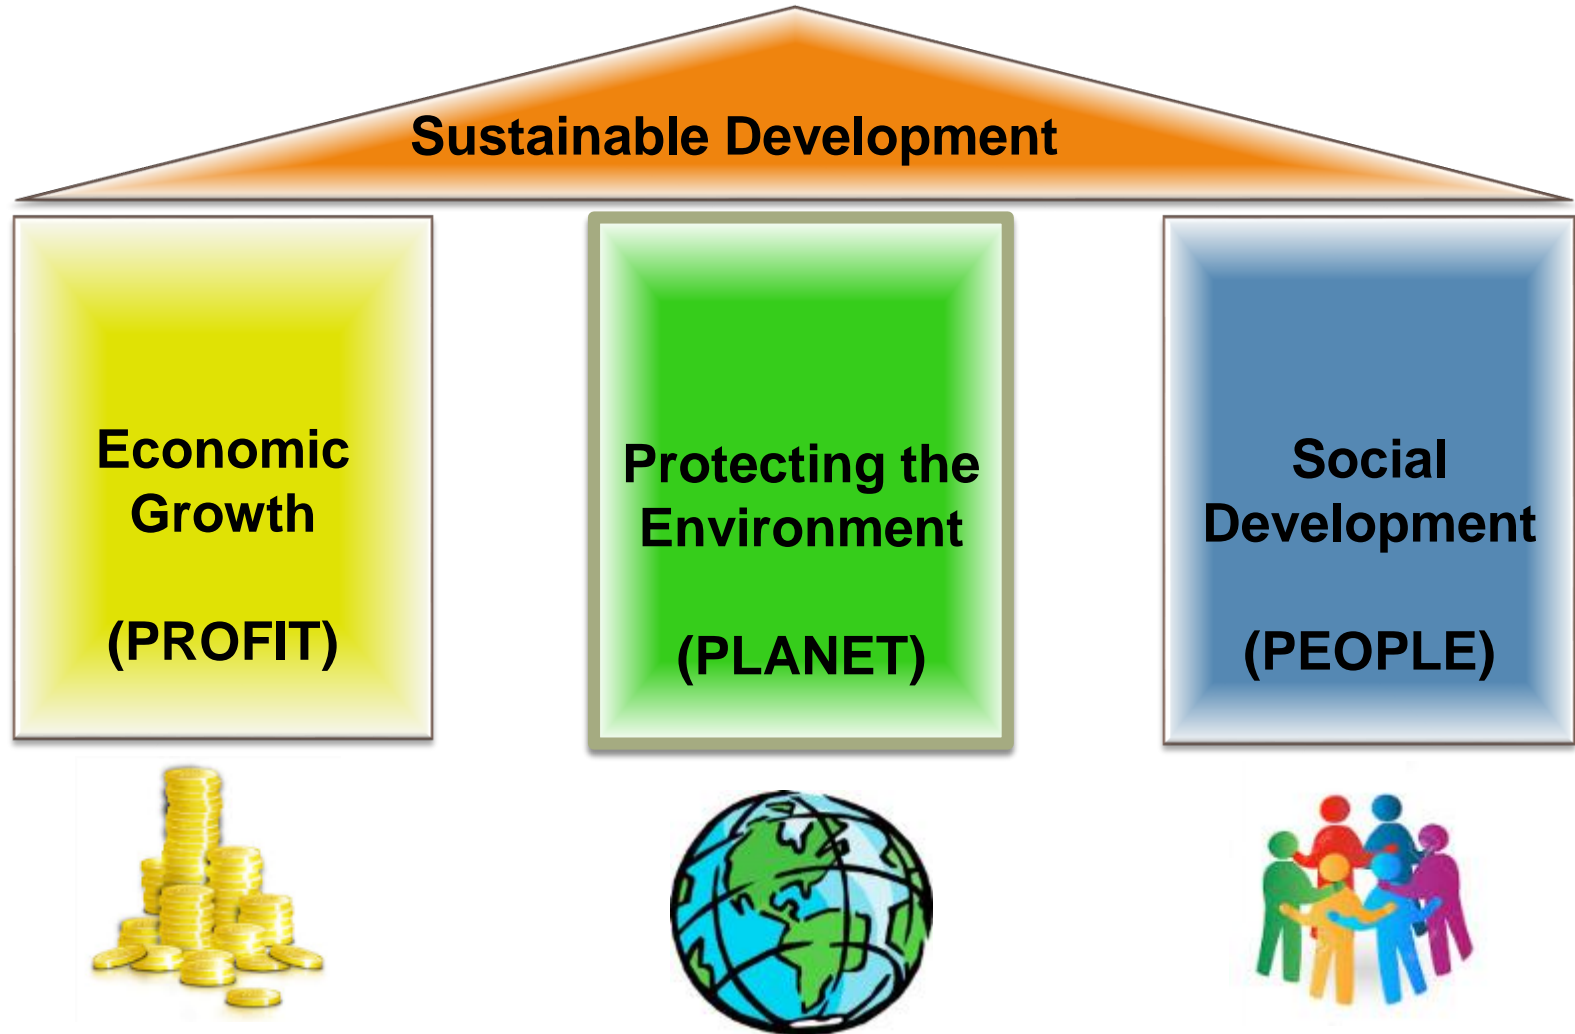 Sustainable Development
Economic
Growth
(PROFIT)
Protecting the
Environment
(PLANET)
Social
Development
(PEOPLE)